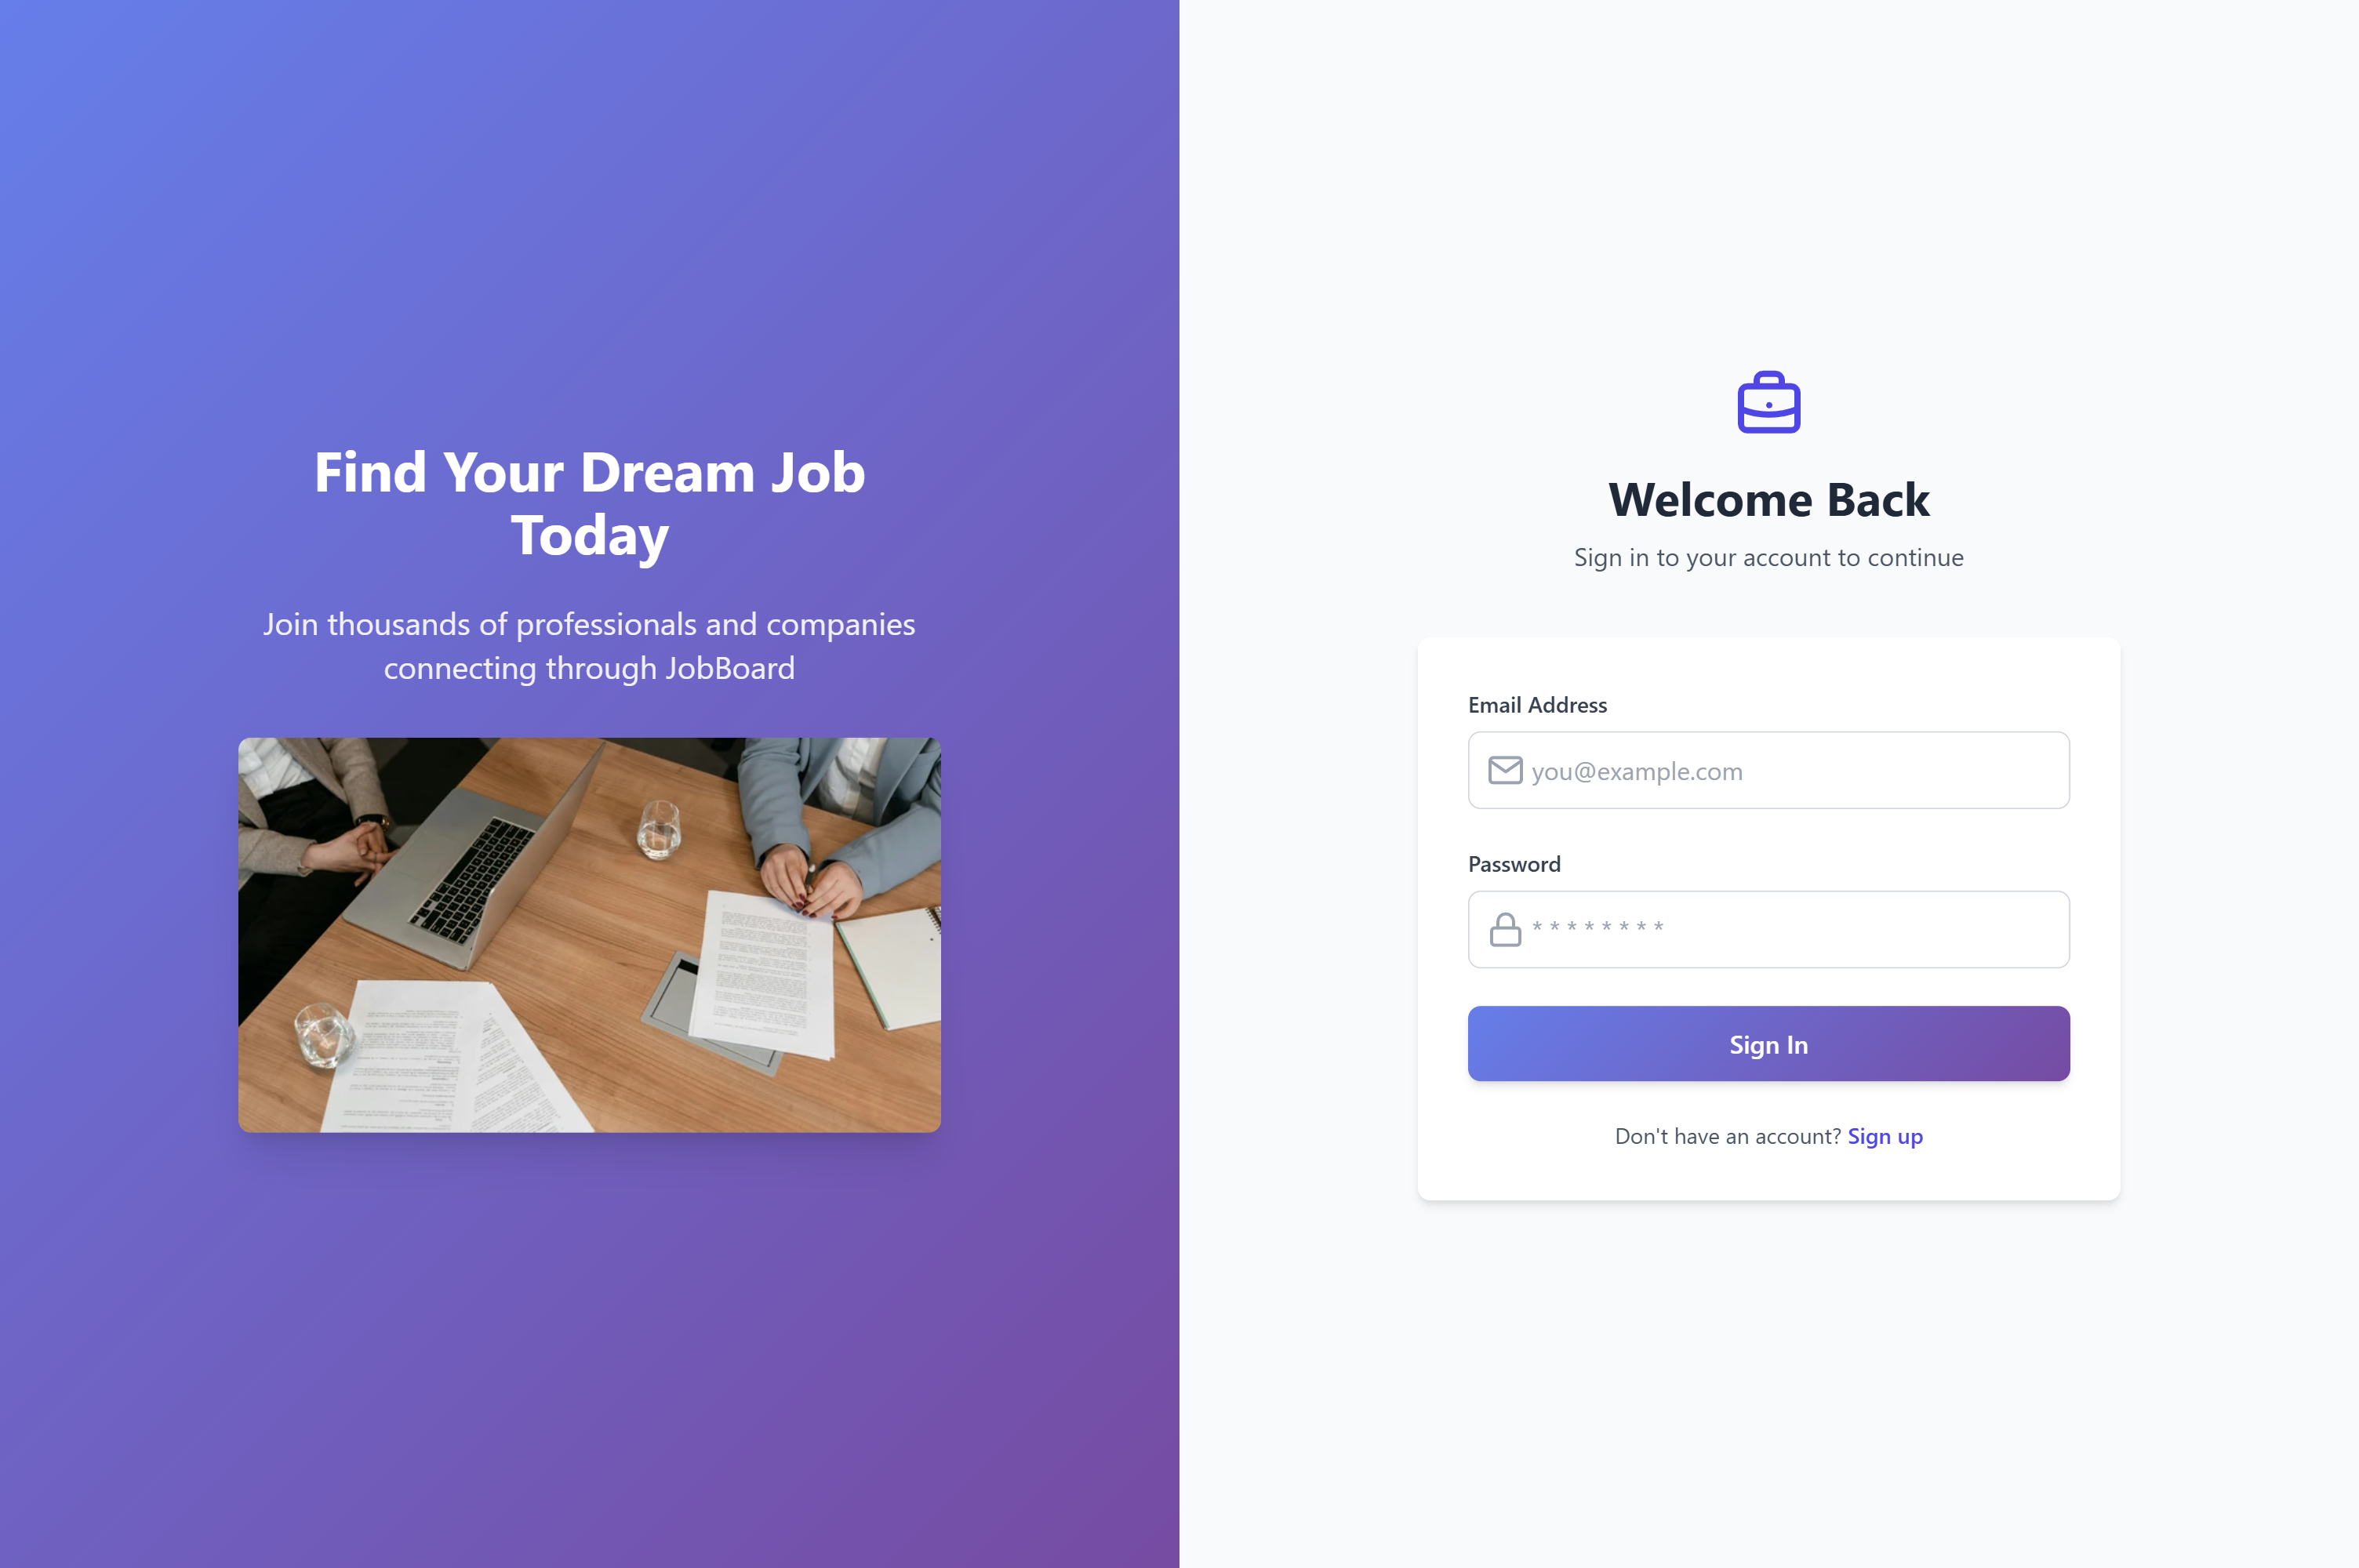 Find Your Dream Job
Today
Join thousands of professionals and companies
connecting through JobBoard
Welcome Back
Sign in to your account to continue
Email Address
you@example.com
Password
* * * * * * * *
Sign In
Don't have an account? Sign up